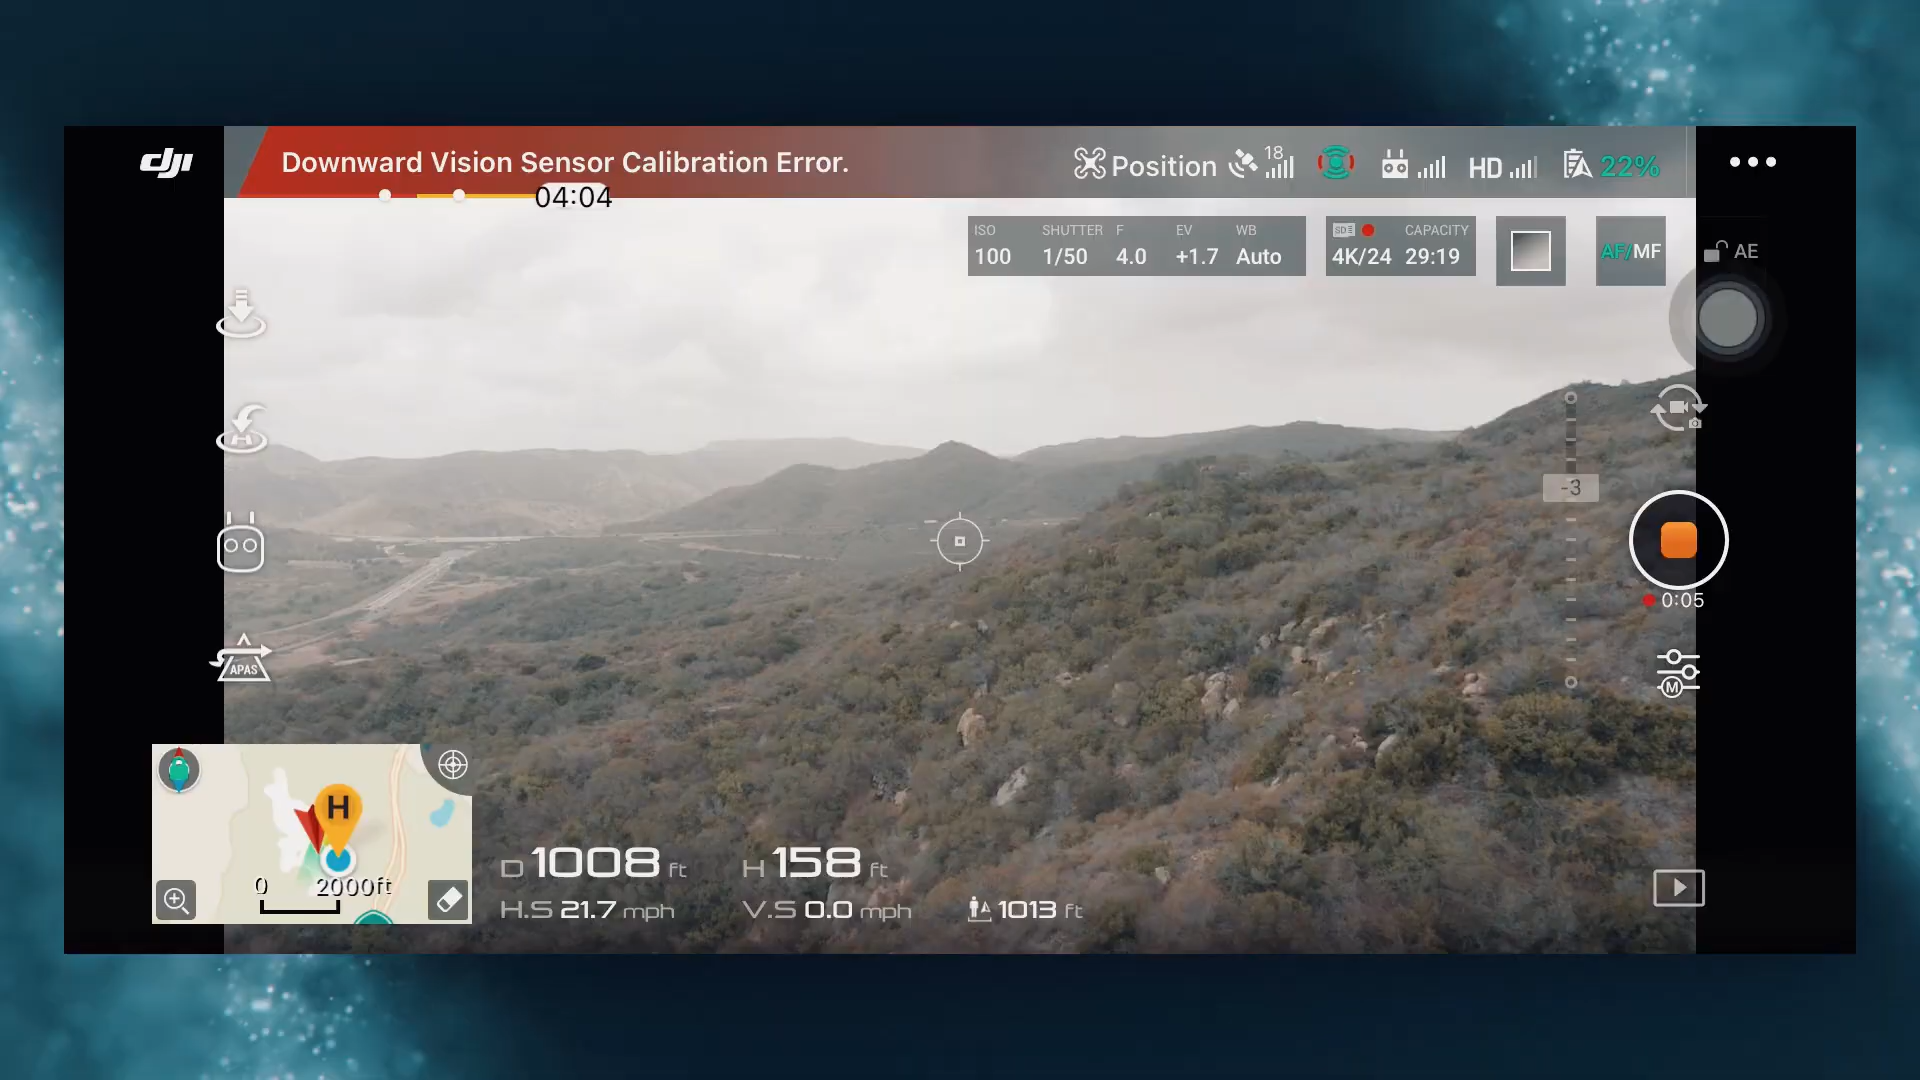 dji
Downward Vision Sensor Calibration Error.
Position
18
HD
22%
04:04
ISO
100
SHUTTER
1/50
F
4.0
EV
+1.7
WB
Auto
SD
4K/24
CAPACITY
29:19
AF/MF
AE
-3
0:05
APAS
M
H
0
2000ft
D 1008 ft
H 158 ft
H.S 21.7 mph
V.S 0.0 mph
1013 ft